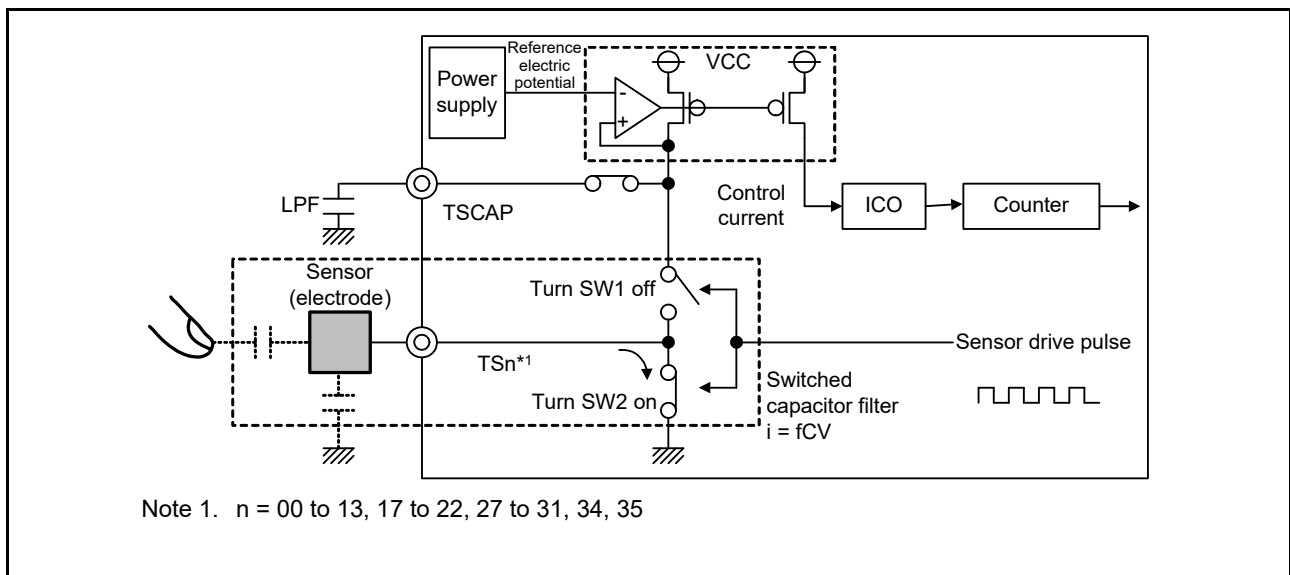 Power
supply
Reference
electric
potential
VCC
-
+
LPF
TSCAP
Control
current
ICO
Counter
Sensor
(electrode)
Turn SW1 off
TSn*1
Turn SW2 on
Sensor drive pulse
Switched
capacitor filter
i = fCV
Note 1. n = 00 to 13, 17 to 22, 27 to 31, 34, 35